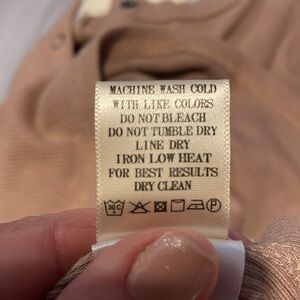 MACHINE WASH COLD
WITH LIKE COLORS
DO NOT BLEACH
DO NOT TUMBLE DRY
LINE DRY
IRON LOW HEAT
FOR BEST RESULTS
DRY CLEAN
30C P